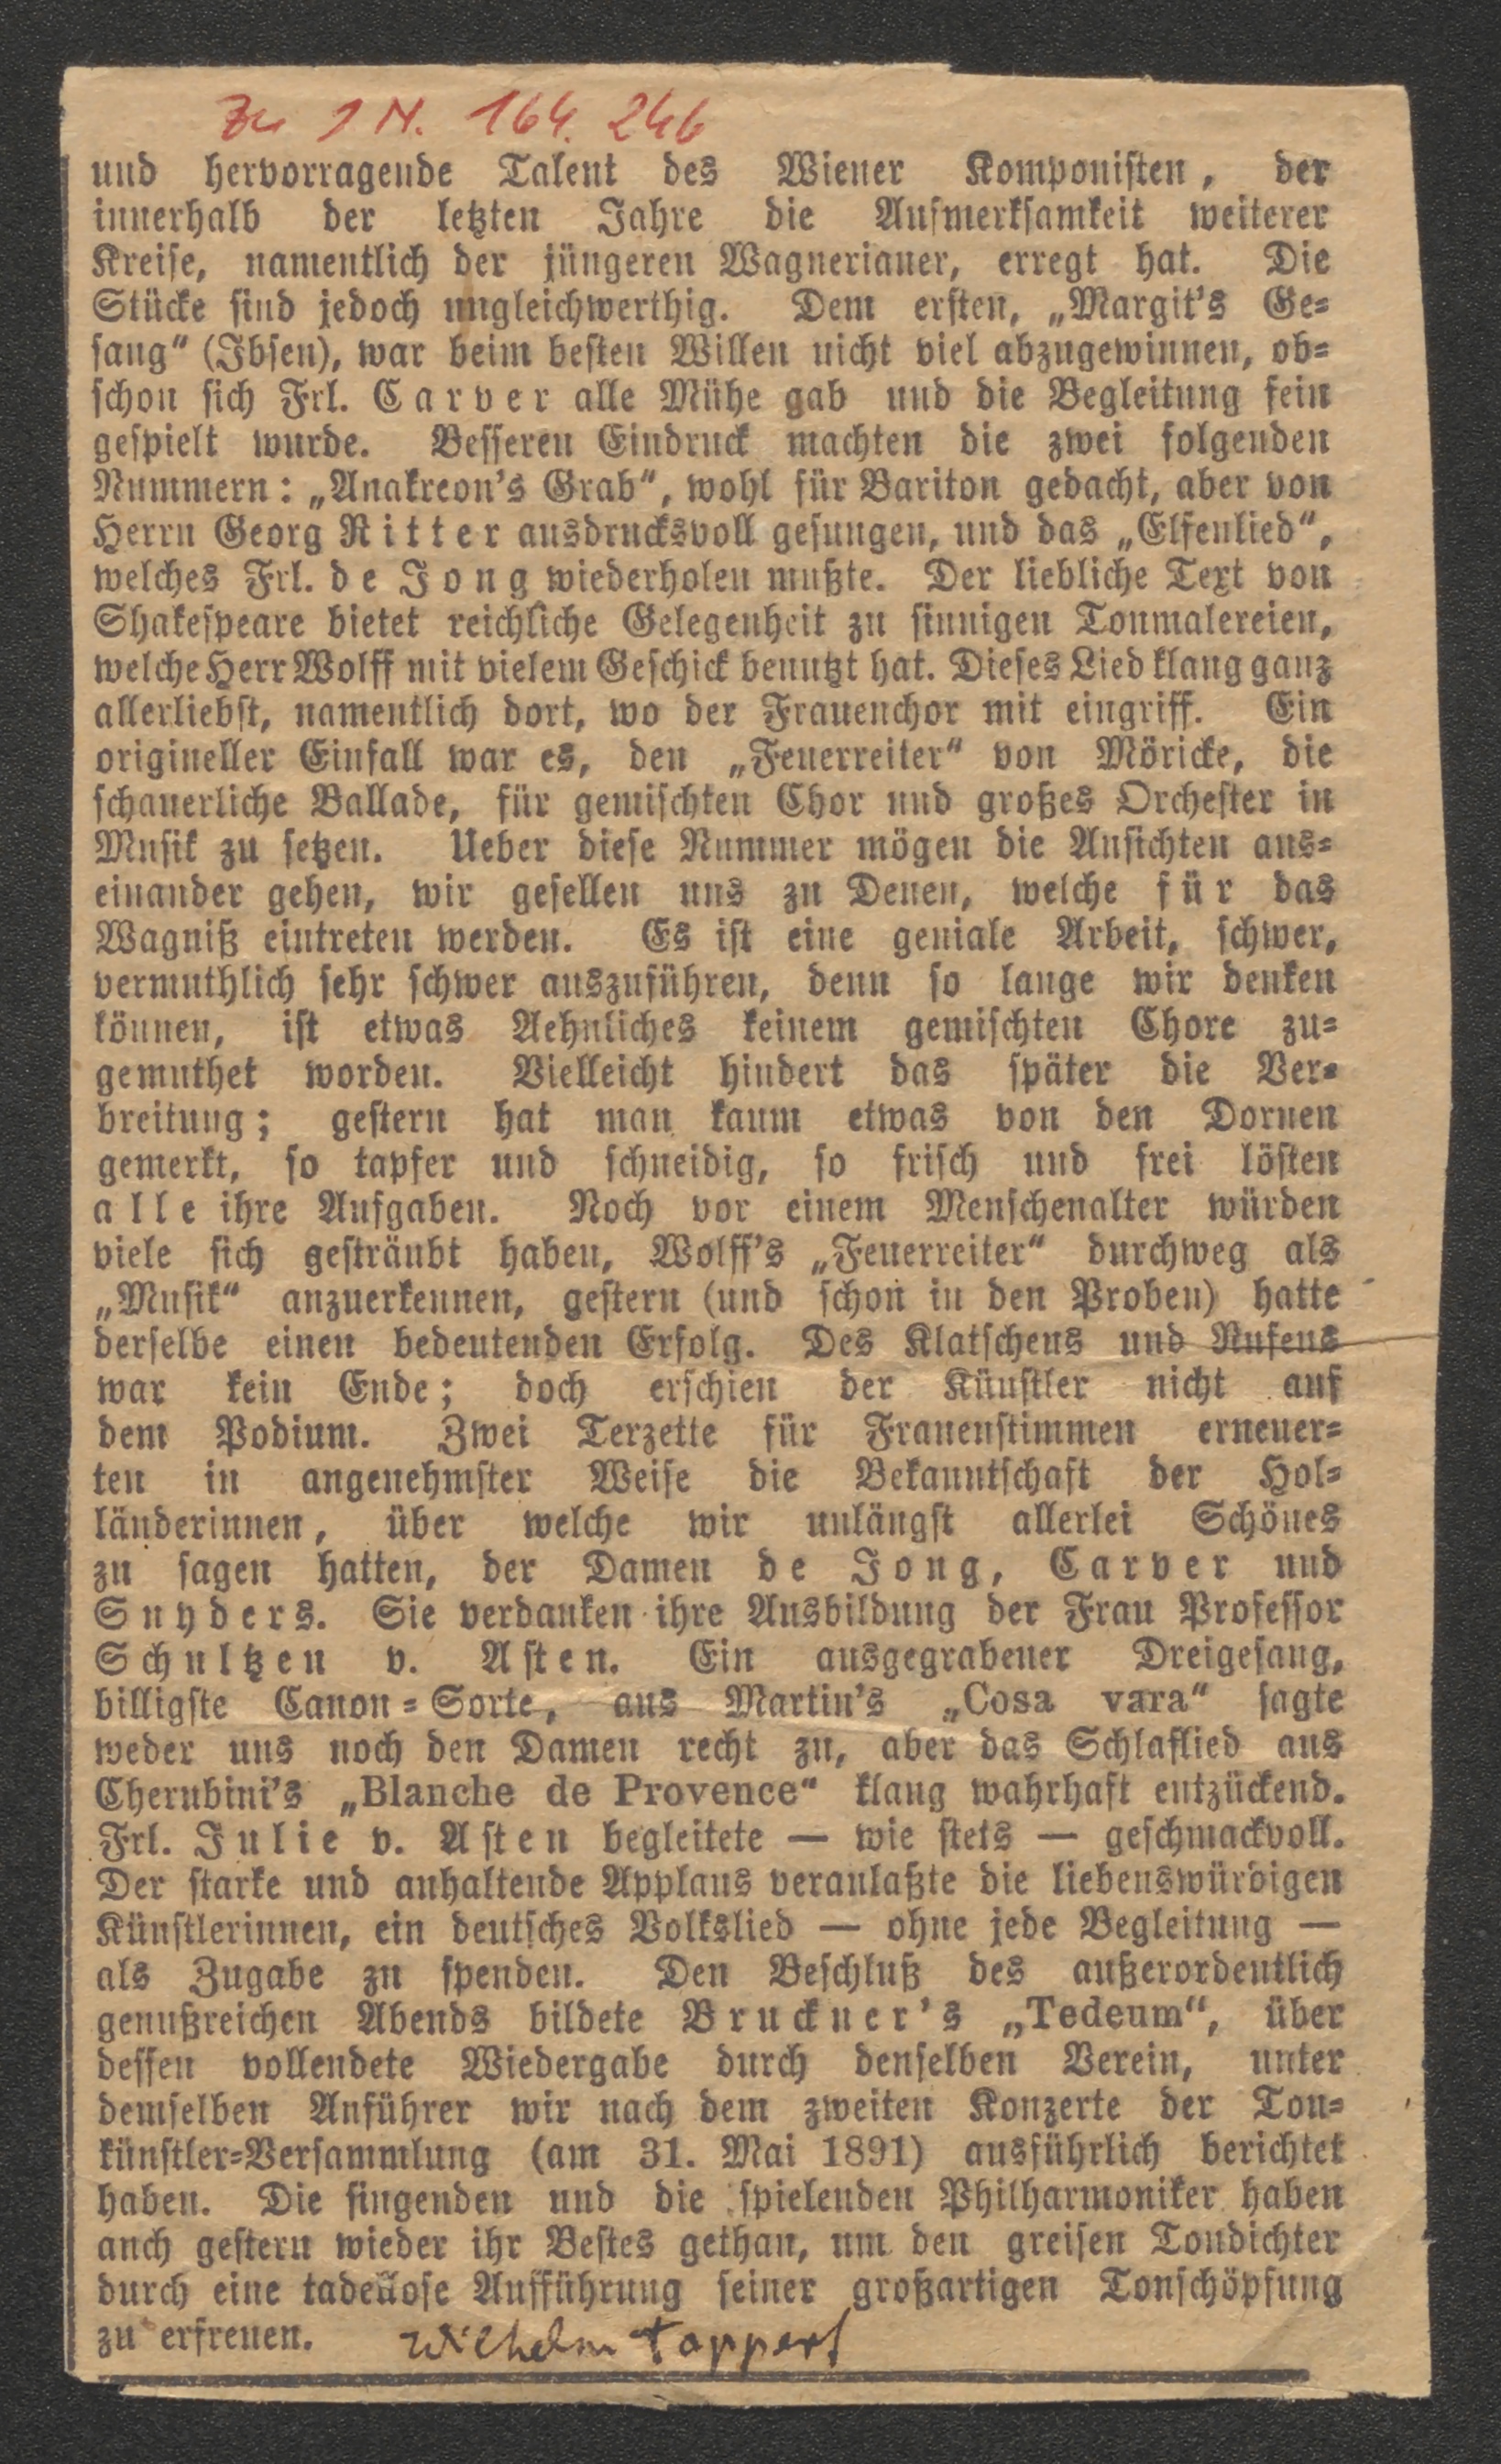 Zu I N. 164.246
und hervorragende Talent des Wiener Komponisten, der
innerhalb der letzten Jahre die Aufmerksamkeit weiterer
Kreise, namentlich der jüngeren Wagnerianer, erregt hat. Die
Stücke sind jedoch ungleichwerthig. Dem ersten, „Margit's Ge-
sang“ (Ibsen), war beim besten Willen nicht viel abzugewinnen, ob-
schon sich Frl. Carver alle Mühe gab und die Begleitung fein
gespielt wurde. Besseren Eindruck machten die zwei folgenden
Nummern: „Anakreon's Grab“, wohl für Bariton gedacht, aber von
Herrn Georg Ritter ausdrucksvoll gesungen, und das „Elfenlied“,
welches Frl. de Jong wiederholen mußte. Der liebliche Text von
Shakespeare bietet reichliche Gelegenheit zu sinnigen Tonmalereien,
welche Herr Wolff mit vielem Geschick benutzt hat. Dieses Lied klang ganz
allerliebst, namentlich dort, wo der Frauenchor mit eingriff. Ein
origineller Einfall war es, den „Feuerreiter“ von Möricke, die
schauerliche Ballade, für gemischten Chor und großes Orchester in
Musik zu setzen. Ueber diese Nummer mögen die Ansichten aus-
einander gehen, wir gesellen uns zu Denen, welche für das
Wagniß eintreten werden. Es ist eine geniale Arbeit, schwer,
vermuthlich sehr schwer auszuführen, denn so lange wir denken
können, ist etwas Aehnliches keinem gemischten Chore zu-
gemuthet worden. Vielleicht hindert das später die Ver-
breitung; gestern hat man kaum etwas von den Dornen
gemerkt, so tapfer und schneidig, so frisch und frei lösten
alle ihre Aufgaben. Noch vor einem Menschenalter würden
viele sich gesträubt haben, Wolff's „Feuerreiter“ durchweg als
„Musik“ anzuerkennen, gestern (und schon in den Proben) hatte
derselbe einen bedeutenden Erfolg. Des Klatschens und Rufens
war kein Ende; doch erschien der Künstler nicht auf
dem Podium. Zwei Terzette für Frauenstimmen erneuer-
ten in angenehmster Weise die Bekanntschaft der Hol-
länderinnen, über welche wir unlängst allerlei Schönes
zu sagen hatten, der Damen de Jong, Carver und
Snyders. Sie verdanken ihre Ausbildung der Frau Professor
Schultzen v. Asten. Ein ausgegrabener Dreigesang,
billigste Canon-Sorte, aus Martin's „Cosa vara“ sagte
weder uns noch den Damen recht zu, aber das Schlaflied aus
Cherubini's „Blanche de Provence“ klang wahrhaft entzückend.
Frl. Julie v. Asten begleitete — wie stets — geschmackvoll.
Der starke und anhaltende Applaus veranlaßte die liebenswürdigen
Künstlerinnen, ein deutsches Volkslied — ohne jede Begleitung —
als Zugabe zu spenden. Den Beschluß des außerordentlich
genußreichen Abends bildete Bruckner's „Tedeum“, über
dessen vollendete Wiedergabe durch denselben Verein, unter
demselben Anführer wir nach dem zweiten Konzerte der Ton-
künstler-Versammlung (am 31. Mai 1891) ausführlich berichtet
haben. Die singenden und die spielenden Philharmoniker haben
auch gestern wieder ihr Bestes gethan, um den greisen Tondichter
durch eine tadellose Aufführung seiner großartigen Tonschöpfung
zu erfreuen. Wilhelm Tappert